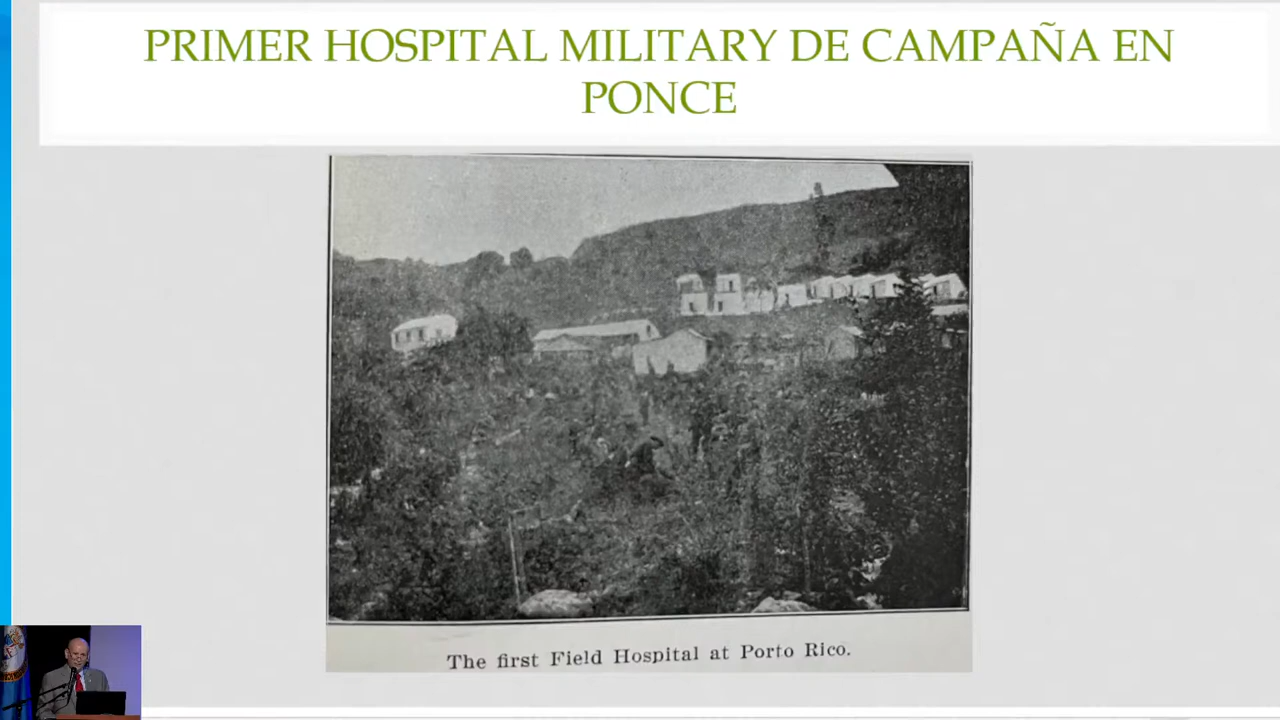 PRIMER HOSPITAL MILITARY DE CAMPAÑA EN
PONCE
The first Field Hospital at Porto Rico.